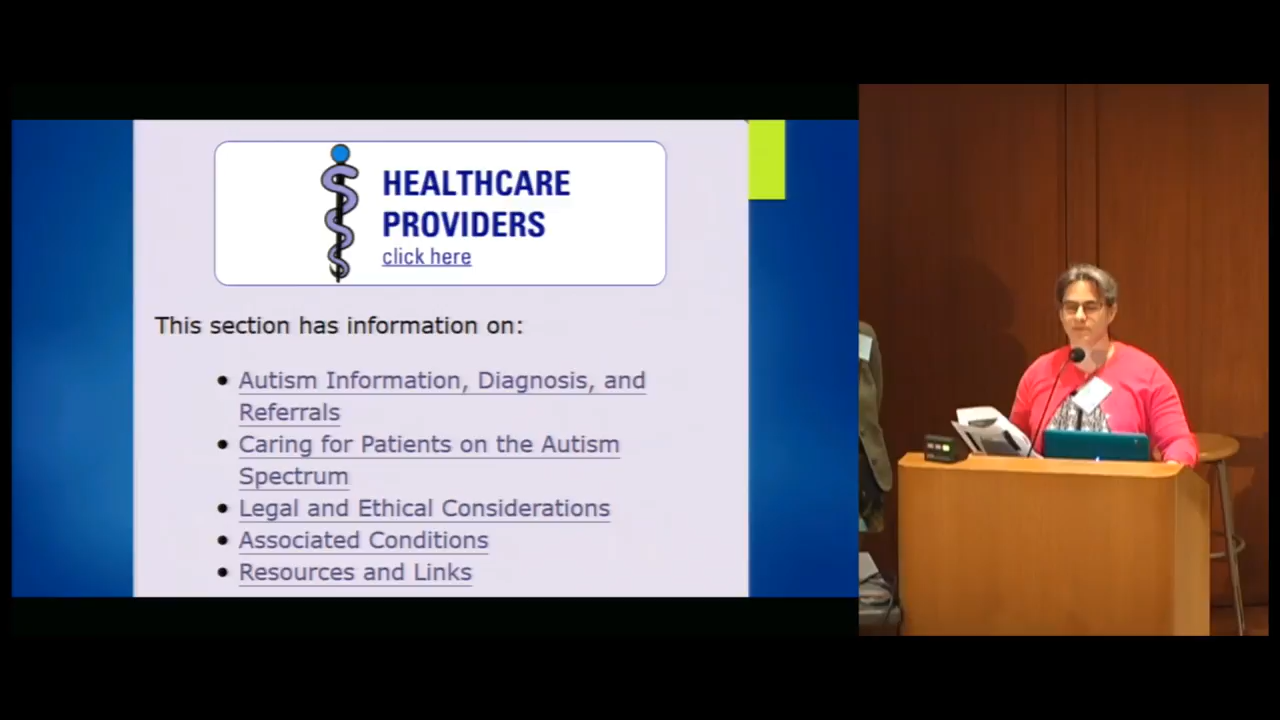 HEALTHCARE
PROVIDERS
click here
This section has information on:
• Autism Information, Diagnosis, and
Referrals
• Caring for Patients on the Autism
Spectrum
• Legal and Ethical Considerations
• Associated Conditions
• Resources and Links